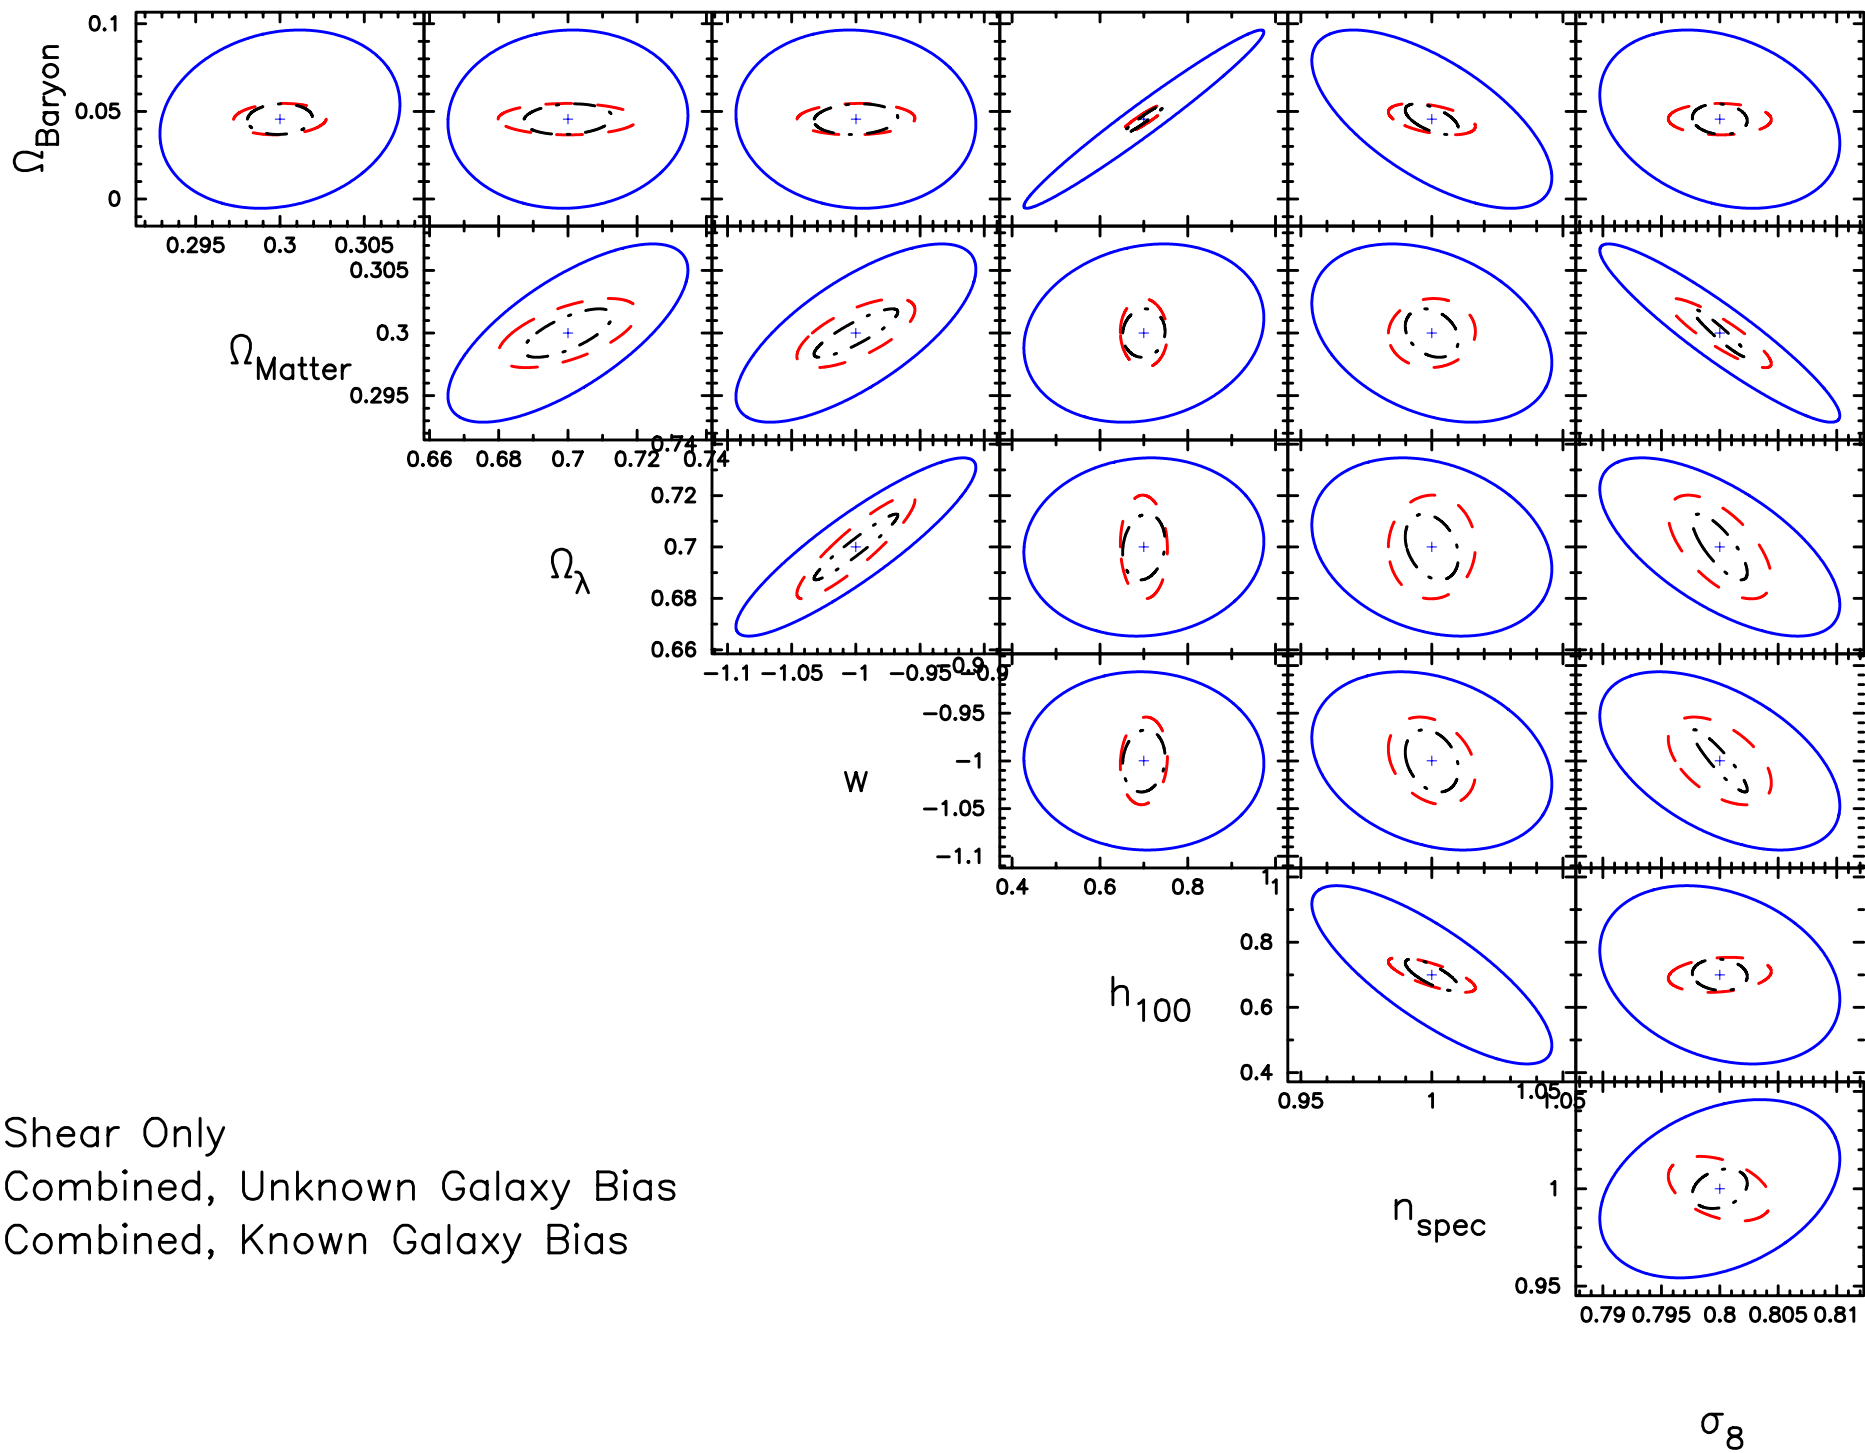 0.1
Ω_Baryon
0.05
0
0.295 0.3 0.305
0.305
0.3
Ω_Matter
0.295
0.66 0.68 0.7 0.72 0.74
0.74
0.72
0.7
Ω_λ
0.68
0.66
−1.1 −1.05 −1 −0.95 −0.9
−0.9
−0.95
−1
w
−1.05
−1.1
0.4 0.6 0.8 1
1
0.8
h_100
0.6
0.4
0.95 1 1.05
1.05
1
n_spec
0.95
0.79 0.795 0.8 0.805 0.81
σ_8
Shear Only
Combined, Unknown Galaxy Bias
Combined, Known Galaxy Bias